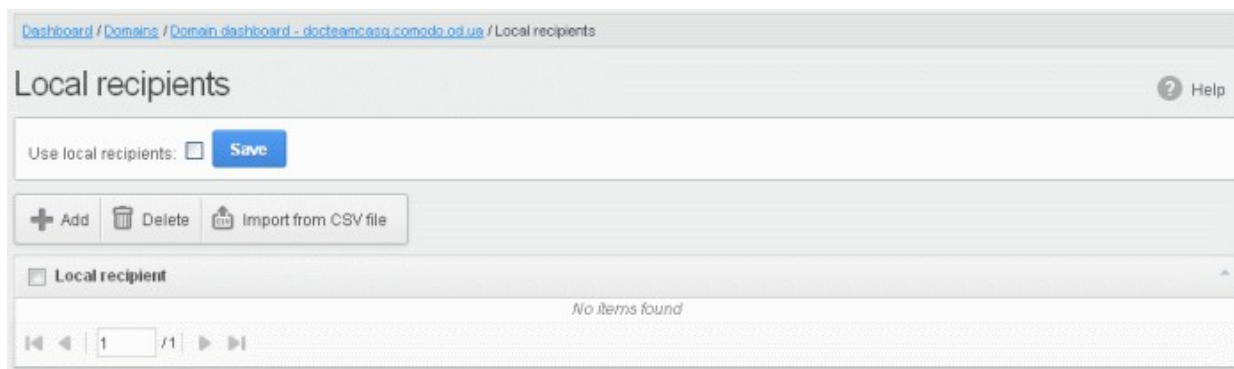 Dashboard / Domains / Domain dashboard - docteamcasg.comodo.od.ua / Local recipients
Local recipients
Help
Use local recipients: Save
Add Delete Import from CSV file
Local recipient
No items found
1 /1